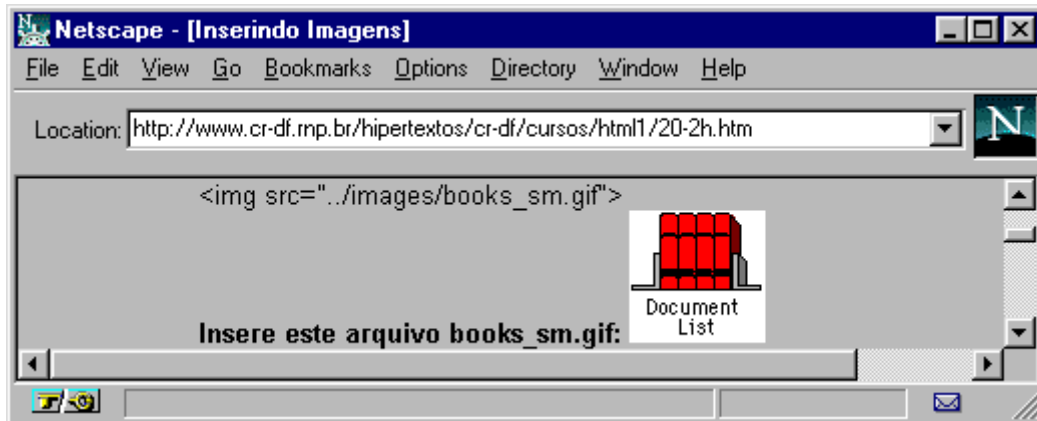 Netscape - [Inserindo Imagens]
File Edit View Go Bookmarks Options Directory Window Help
Location: http://www.cr-df.rnp.br/hipertextos/cr-df/cursos/html1/20-2h.htm
N
<img src="../images/books_sm.gif">
Document
List
Insere este arquivo books_sm.gif: